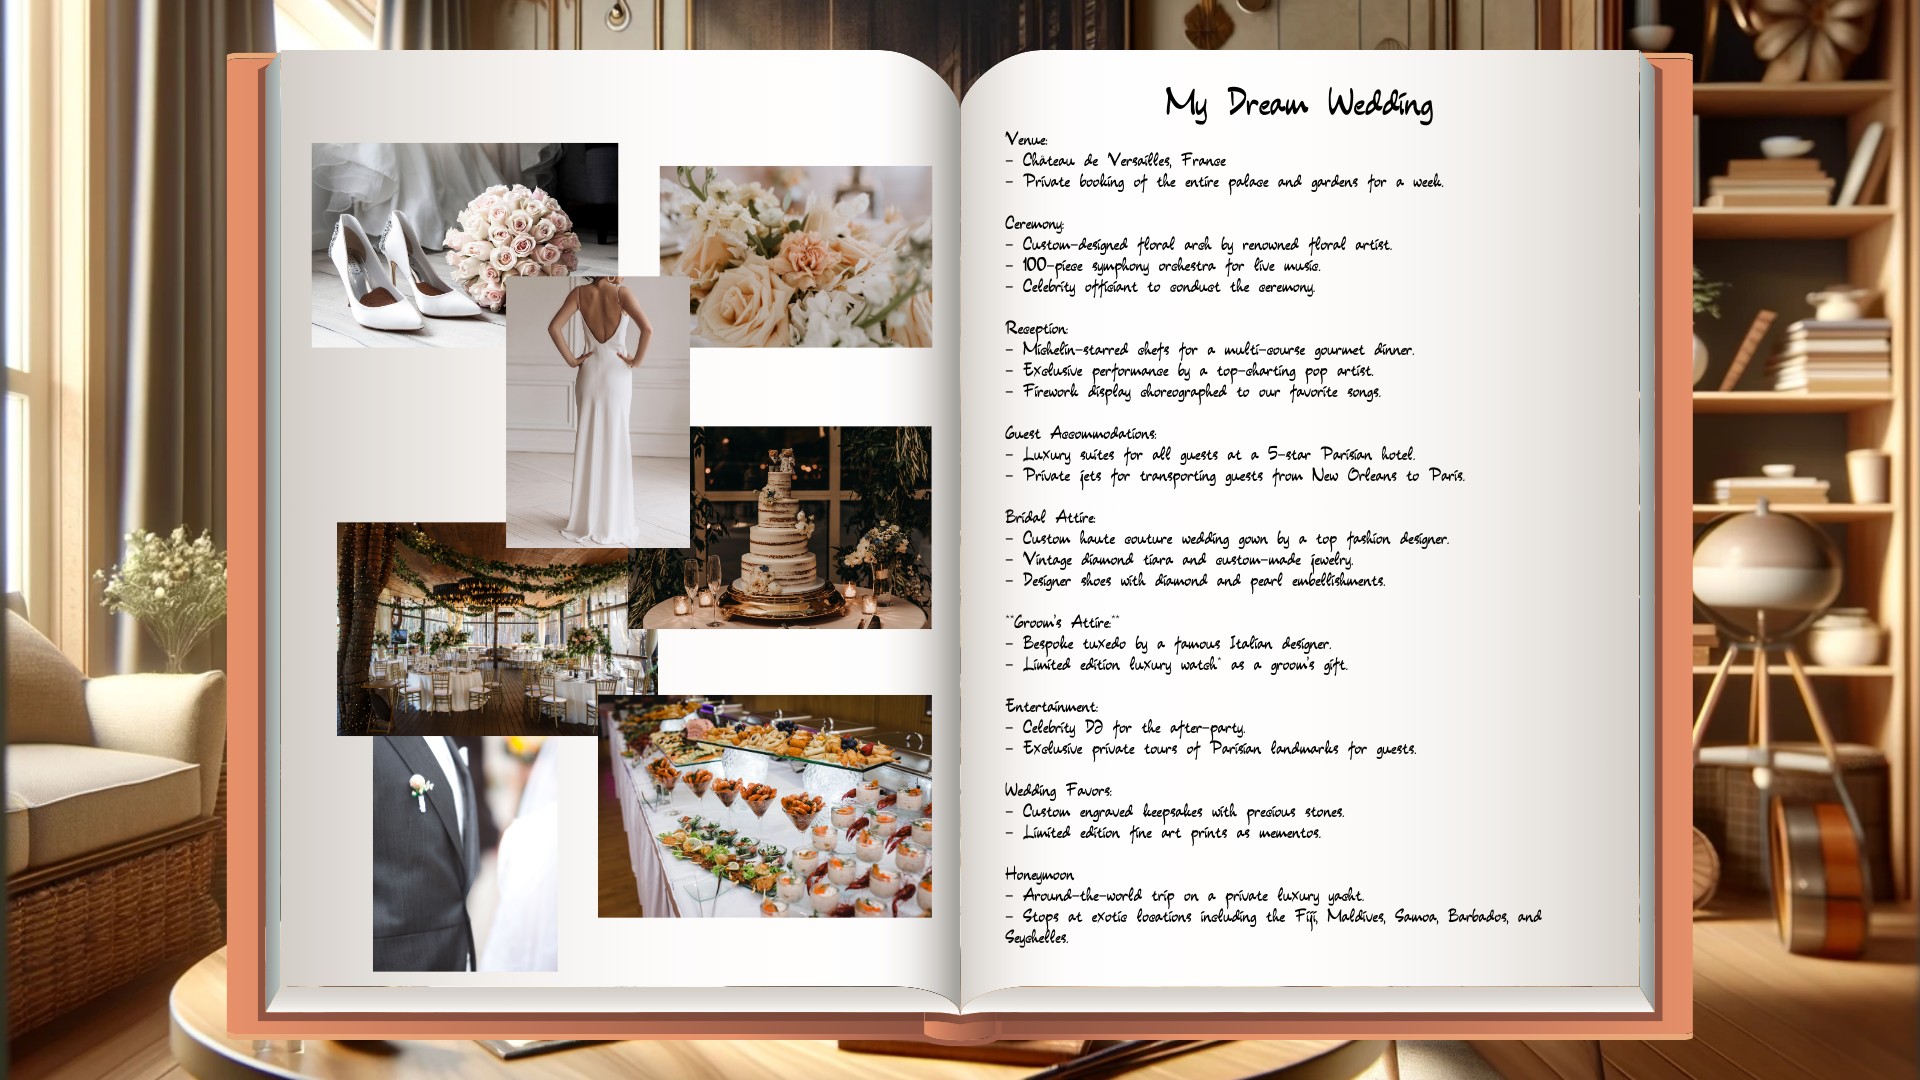 My Dream Wedding
Venue:
- Château de Versailles, France
- Private booking of the entire palace and gardens for a week.
Ceremony:
- Custom-designed floral arch by renowned floral artist.
- 100-piece symphony orchestra for live music.
- Celebrity officiant to conduct the ceremony.
Reception:
- Michelin-starred chefs for a multi-course gourmet dinner.
- Exclusive performance by a top-charting pop artist.
- Firework display choreographed to our favorite songs.
Guest Accommodations:
- Luxury suites for all guests at a 5-star Parisian hotel.
- Private jets for transporting guests from New Orleans to Paris.
Bridal Attire:
- Custom haute couture wedding gown by a top fashion designer.
- Vintage diamond tiara and custom-made jewelry.
- Designer shoes with diamond and pearl embellishments.
**Groom's Attire:**
- Bespoke tuxedo by a famous Italian designer.
- Limited edition luxury watch* as a groom's gift.
Entertainment:
- Celebrity DJ for the after-party.
- Exclusive private tours of Parisian landmarks for guests.
Wedding Favors:
- Custom engraved keepsakes with precious stones.
- Limited edition fine art prints as mementos.
Honeymoon
- Around-the-world trip on a private luxury yacht.
- Stops at exotic locations including the Fiji, Maldives, Samoa, Barbados, and
Seychelles.